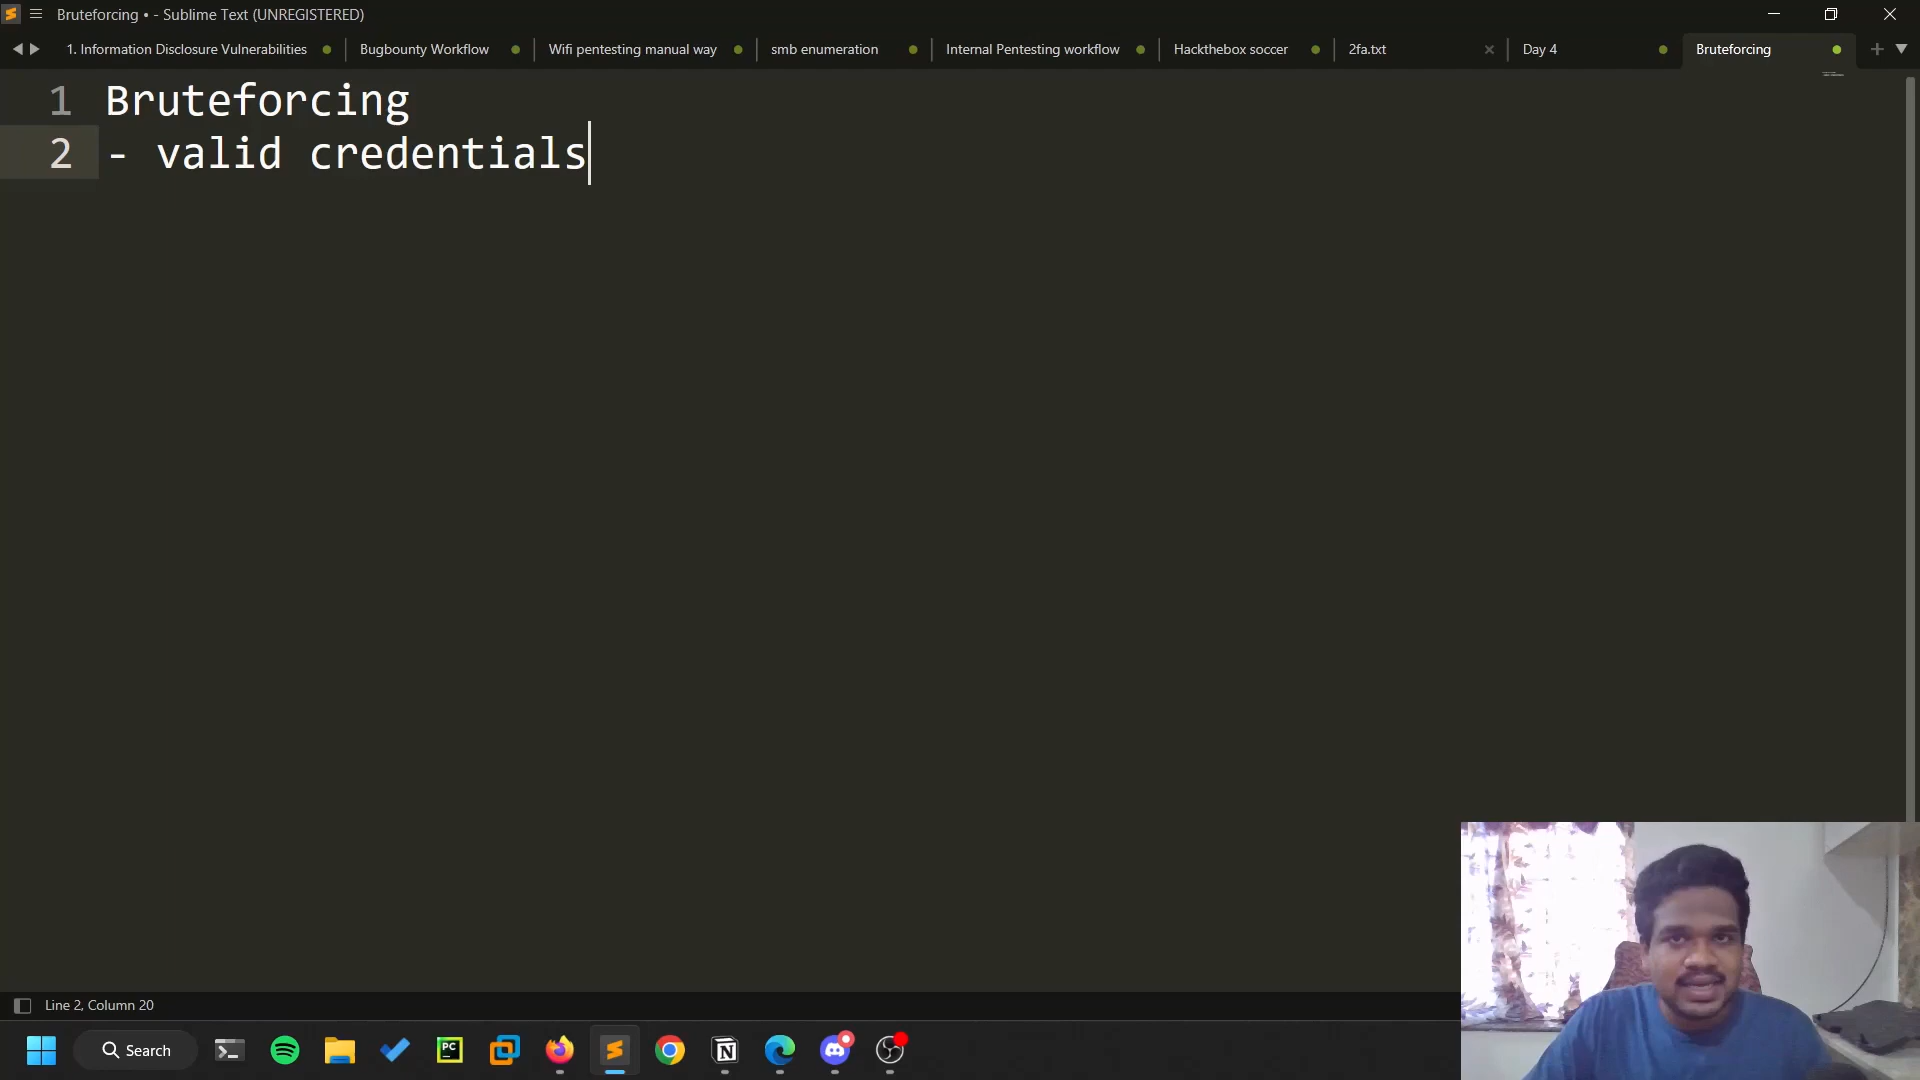 Bruteforcing • - Sublime Text (UNREGISTERED)
1. Information Disclosure Vulnerabilities
Bugbounty Workflow
Wifi pentesting manual way
smb enumeration
Internal Pentesting workflow
Hackthebox soccer
2fa.txt
Day 4
Bruteforcing
1 Bruteforcing
2 - valid credentials
Line 2, Column 20
Search